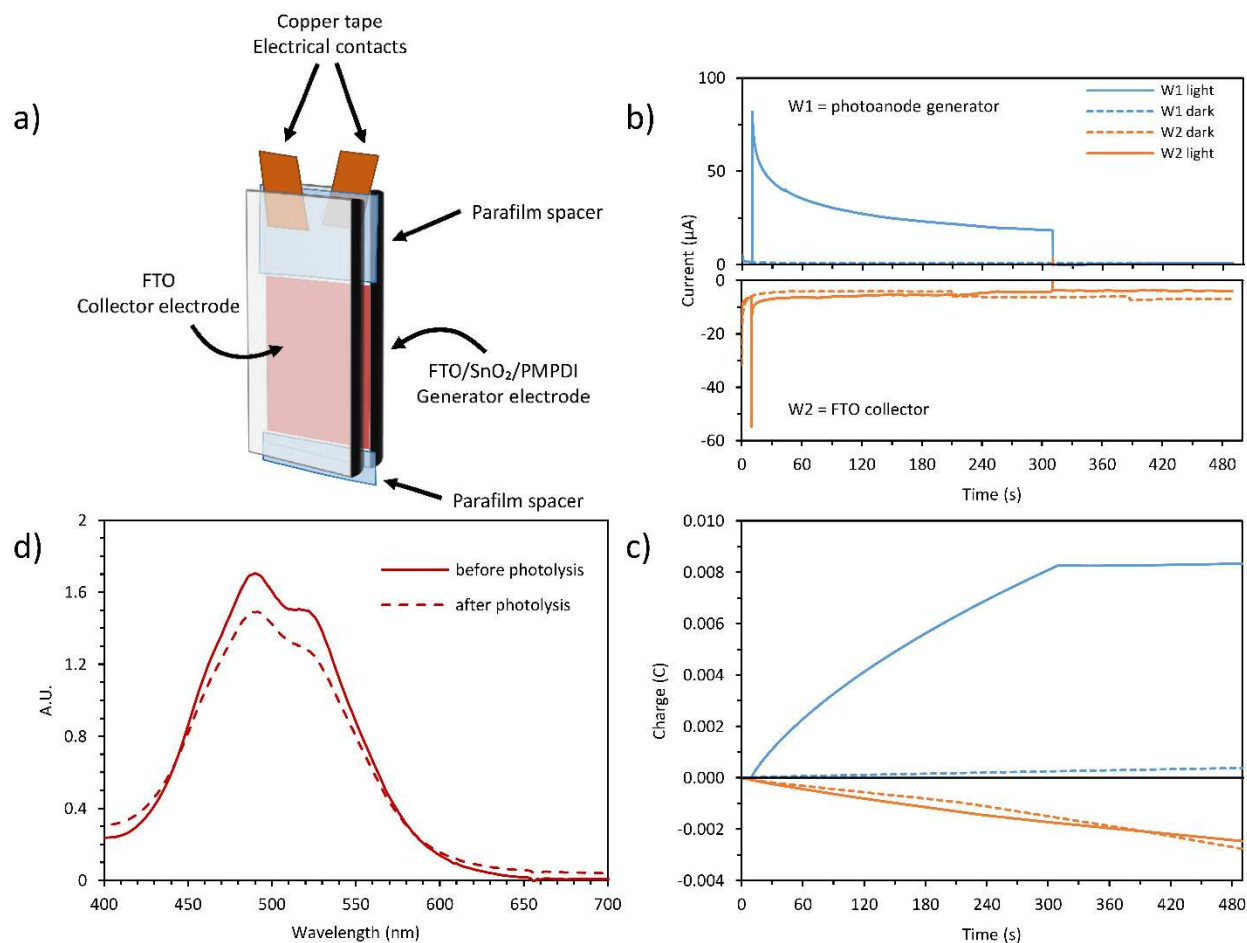 a)
Copper tape
Electrical contacts
Parafilm spacer
FTO
Collector electrode
FTO/SnO₂/PMPDI
Generator electrode
Parafilm spacer
b)
W1 = photoanode generator
W1 light
W1 dark
W2 dark
W2 light
100
50
0
0
-20
-40
-60
Current (µA)
W2 = FTO collector
0 60 120 180 240 300 360 420 480
Time (s)
d)
2
1.6
1.2
0.8
0.4
0
A.U.
before photolysis
after photolysis
400 450 500 550 600 650 700
Wavelength (nm)
c)
0.010
0.008
0.006
0.004
0.002
0.000
-0.002
-0.004
Charge (C)
0 60 120 180 240 300 360 420 480
Time (s)